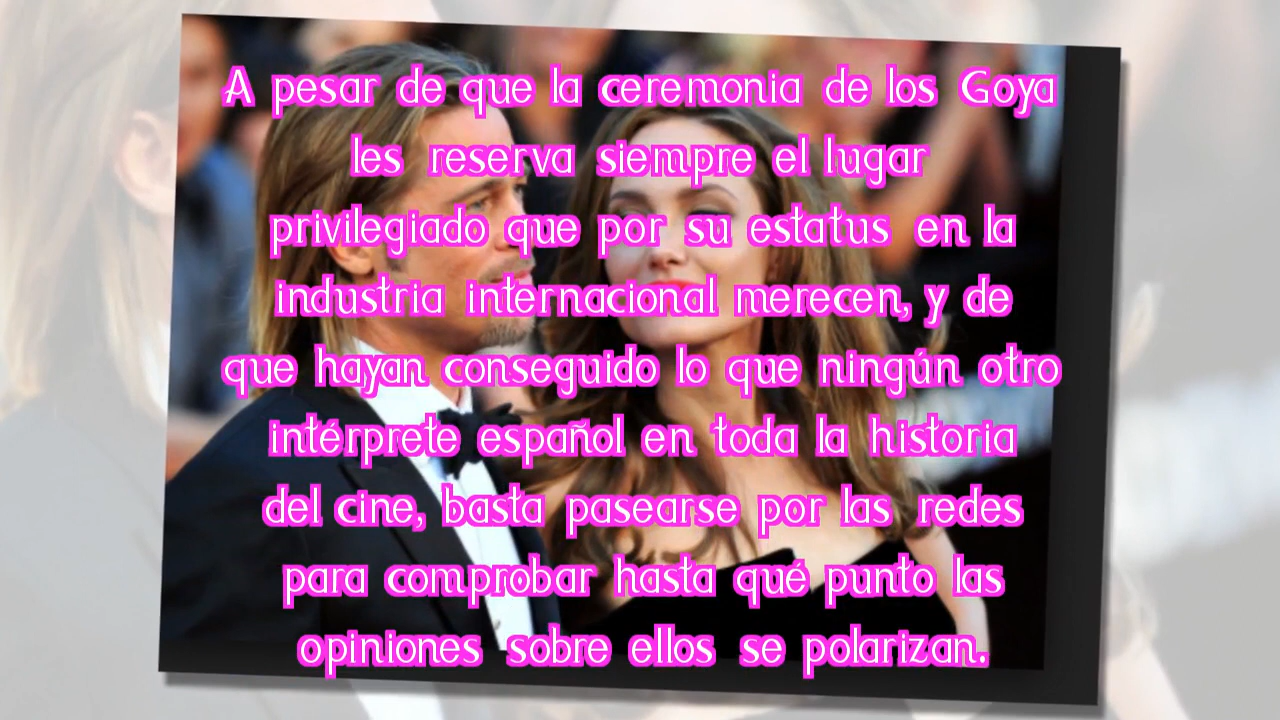 A pesar de que la ceremonia de los Goya
les reserva siempre el lugar
privilegiado que por su estatus en la
industria internacional merecen, y de
que hayan conseguido lo que ningún otro
intérprete español en toda la historia
del cine, basta pasearse por las redes
para comprobar hasta qué punto las
opiniones sobre ellos se polarizan.